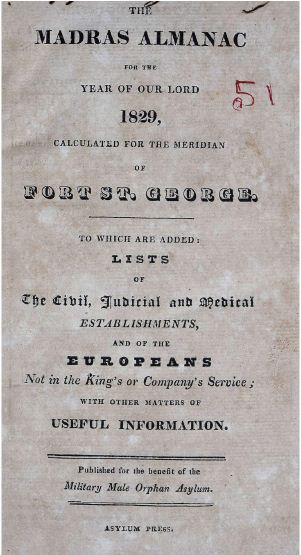 THE
MADRAS ALMANAC
FOR THE
YEAR OF OUR LORD
51
1829,
CALCULATED FOR THE MERIDIAN
OF
FORT ST. GEORGE.
TO WHICH ARE ADDED:
LISTS
OF
The Civil, Judicial and Medical
ESTABLISHMENTS,
AND OF THE
EUROPEANS
Not in the King's or Company's Service;
WITH OTHER MATTERS OF
USEFUL INFORMATION.
Published for the benefit of the
Military Male Orphan Asylum.
ASYLUM PRESS.